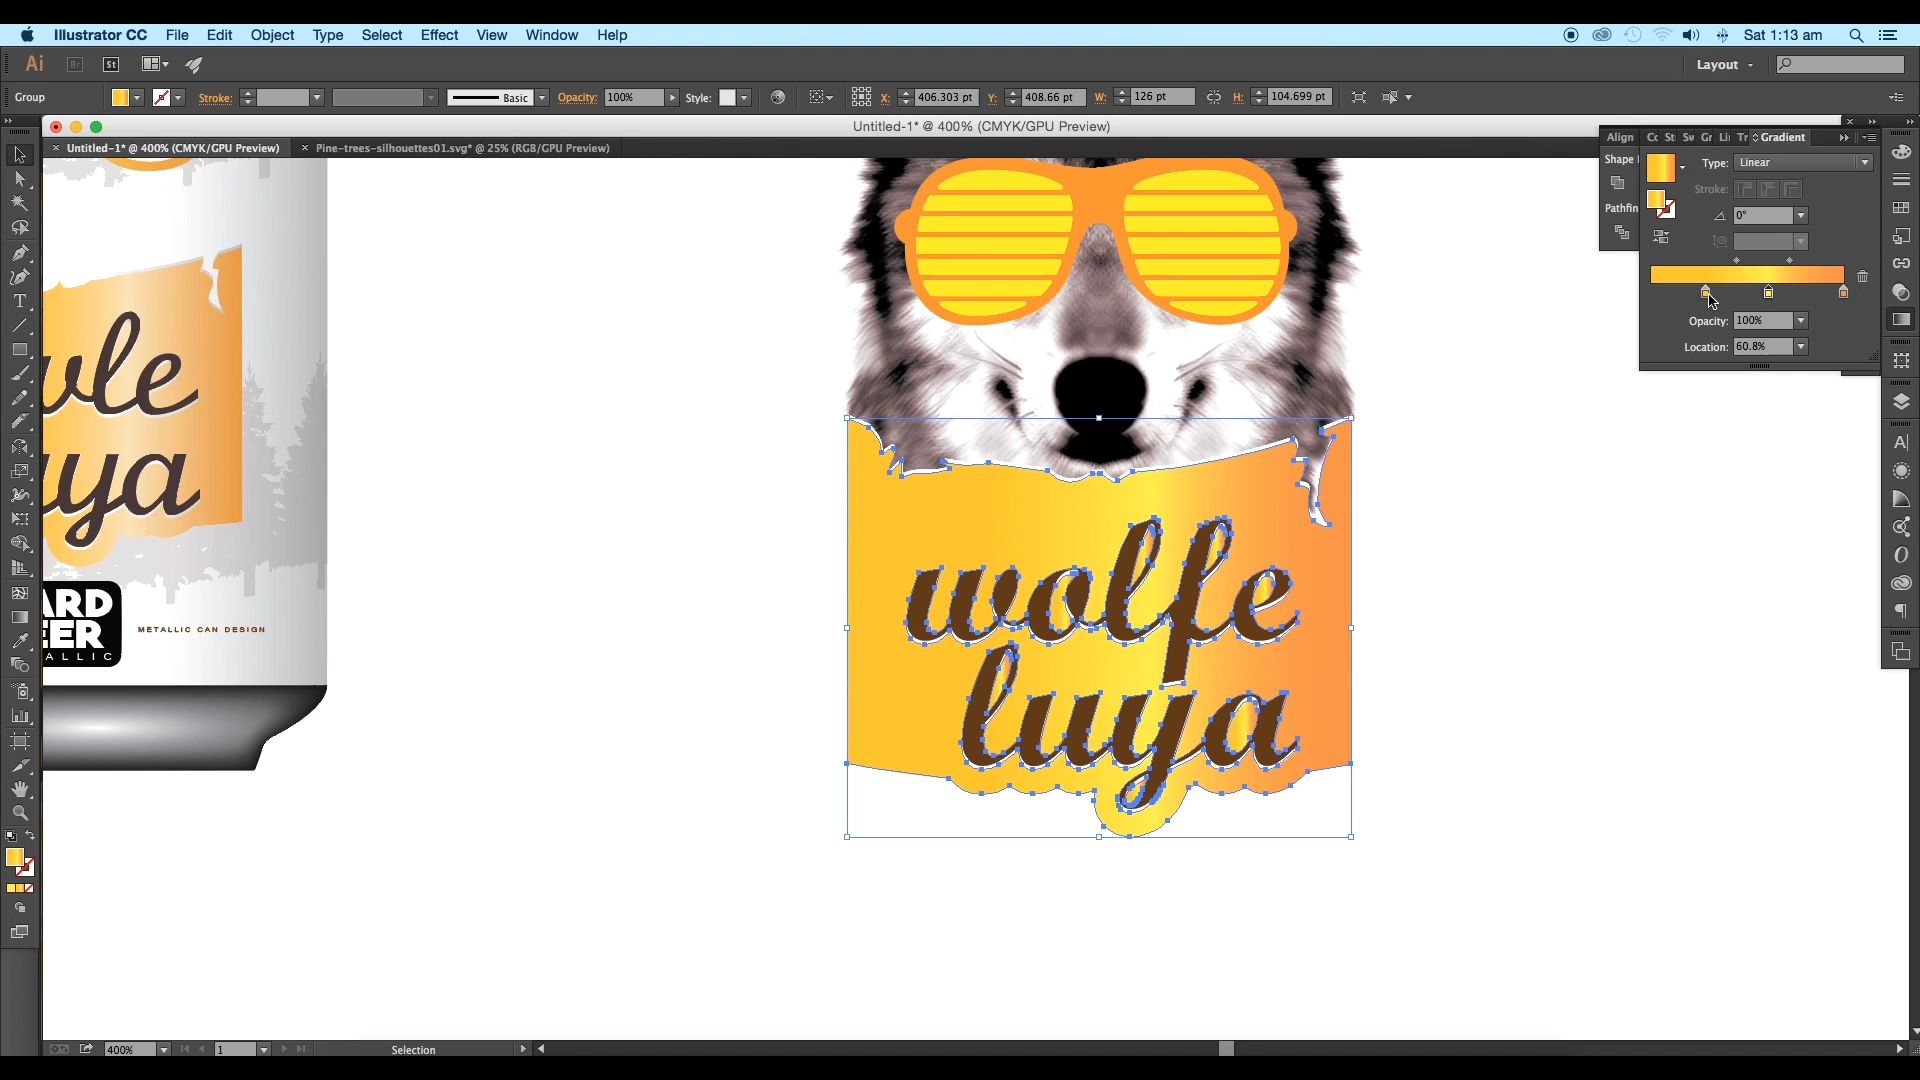 Illustrator CC File Edit Object Type Select Effect View Window Help
Sat 1:13 am
Ai Br St
Layout
Group
Stroke:
Basic
Opacity: 100%
Style:
X: 406.303 pt
Y: 408.66 pt
W: 126 pt
H: 104.699 pt
Untitled-1* @ 400% (CMYK/GPU Preview)
Untitled-1* @ 400% (CMYK/GPU Preview)
Pine-trees-silhouettes01.svg* @ 25% (RGB/GPU Preview)
Align
Cc St Sw Gr Li Tr Gradient
Shape
Type: Linear
Stroke:
Pathfin
0°
Opacity: 100%
Location: 60.8%
wolfe
luya
ARD
EER
ALLIC
METALLIC CAN DESIGN
400%
1
Selection